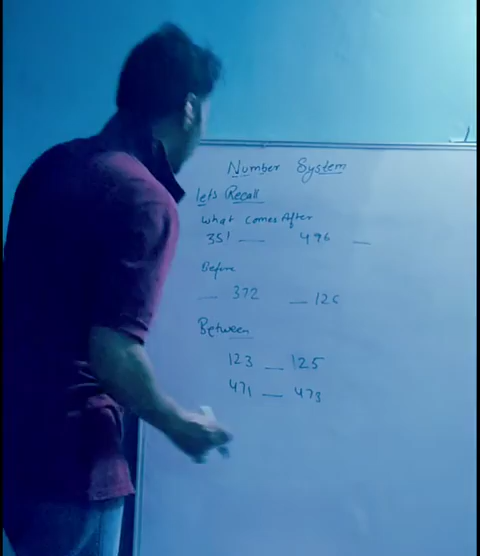 Number System
lets Recall
What comes After
351 __ 496 __
Before
__ 372 __ 126
Between
123 __ 125
471 __ 473